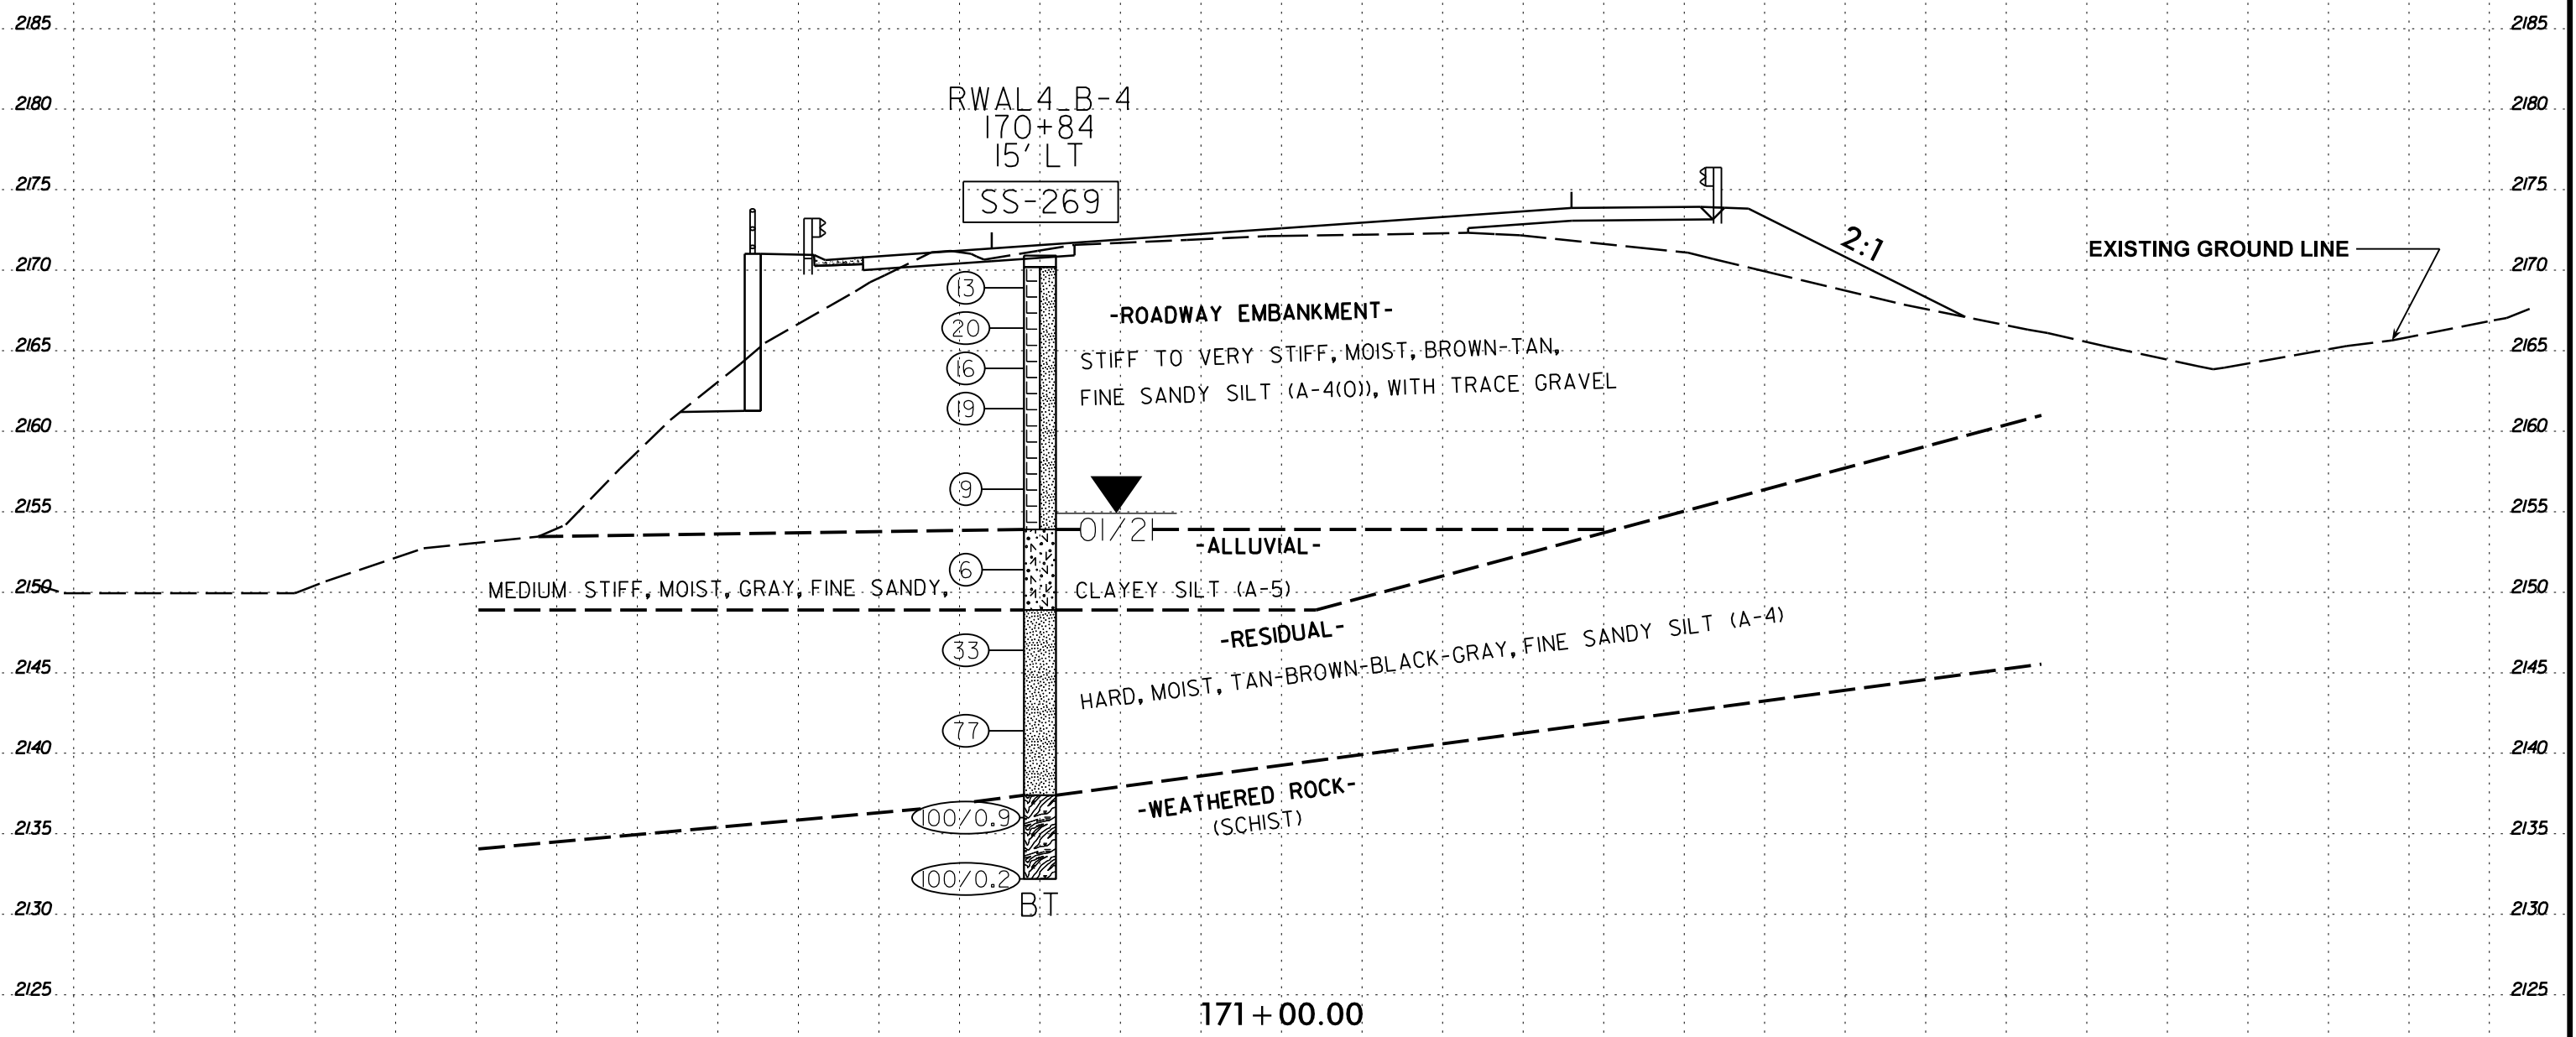 2185 2185
2180 2180
RWAL4_B-4
170+84
15' LT
2175 2175
SS-269
2:1
EXISTING GROUND LINE
2170 2170
13
-ROADWAY EMBANKMENT-
20
2165 2165
STIFF TO VERY STIFF, MOIST, BROWN-TAN,
16
FINE SANDY SILT (A-4(0)), WITH TRACE GRAVEL
19
2160 2160
9
2155 2155
01/21
-ALLUVIAL-
6
2150 2150
MEDIUM STIFF, MOIST, GRAY, FINE SANDY, CLAYEY SILT (A-5)
-RESIDUAL-
33
2145 2145
HARD, MOIST, TAN-BROWN-BLACK-GRAY, FINE SANDY SILT (A-4)
77
2140 2140
-WEATHERED ROCK-
(SCHIST)
100/0.9
2135 2135
100/0.2
BT
2130 2130
2125 2125
171+00.00